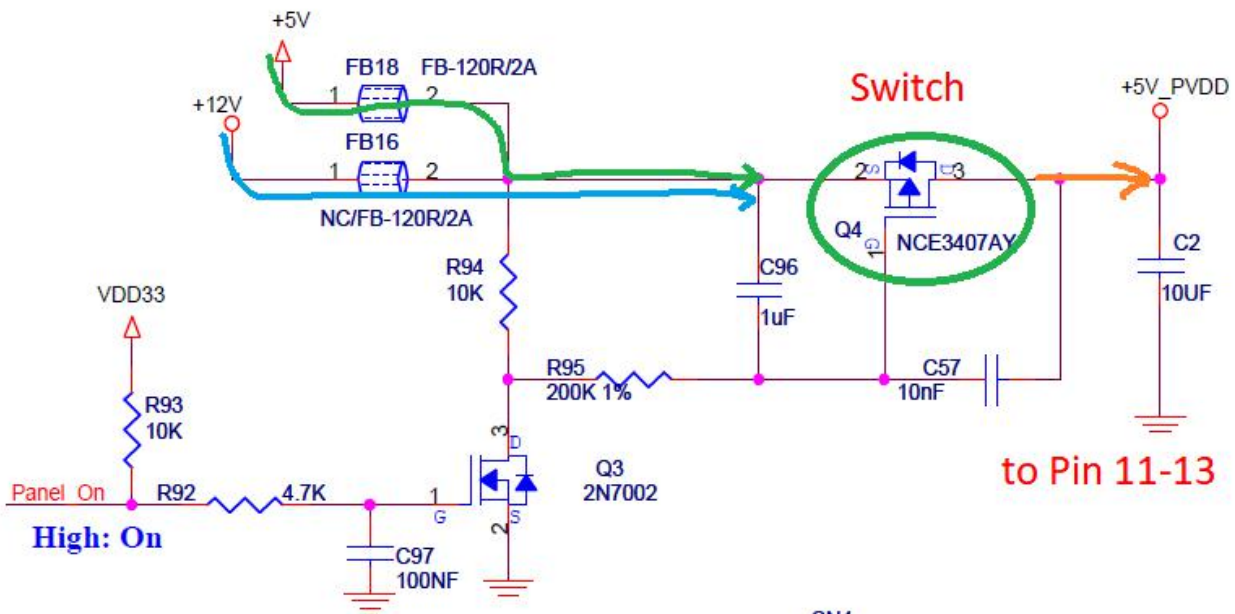 +5V
FB18 FB-120R/2A
1 2
+12V
FB16
1 2
NC/FB-120R/2A
Switch
+5V_PVDD
2 S D 3
Q4 NCE3407AY
G
1
R94
10K
C96
1uF
C2
10UF
VDD33
R95
200K 1%
C57
10nF
R93
10K
3
D
Q3
2N7002
to Pin 11-13
Panel_On R92 4.7K 1
G
S
2
High: On
C97
100NF